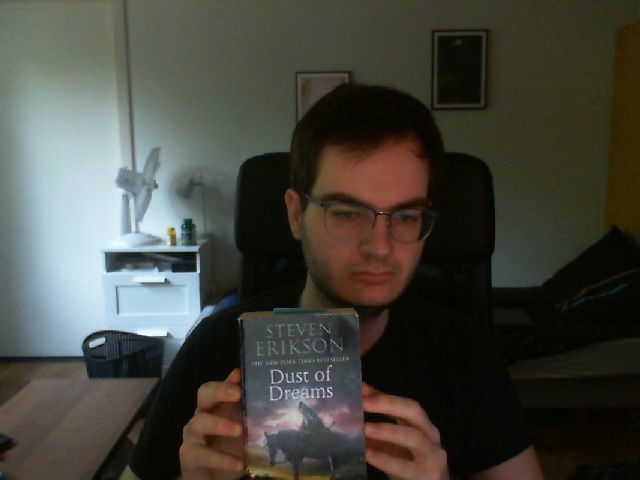 STEVEN
ERIKSON
THE NEW YORK TIMES BESTSELLER
Dust of
Dreams